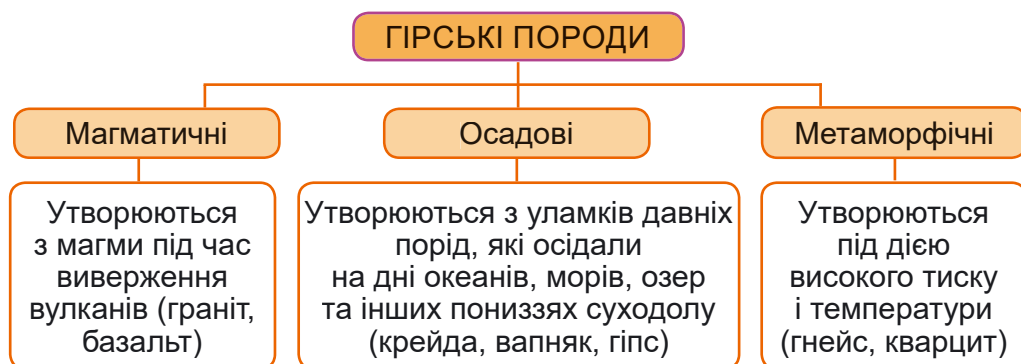 ГІРСЬКІ ПОРОДИ
Магматичні
Утворюються
з магми під час
виверження
вулканів (граніт,
базальт)
Осадові
Утворюються з уламків давніх
порід, які осідали
на дні океанів, морів, озер
та інших пониззях суходолу
(крейда, вапняк, гіпс)
Метаморфічні
Утворюються
під дією
високого тиску
і температури
(гнейс, кварцит)